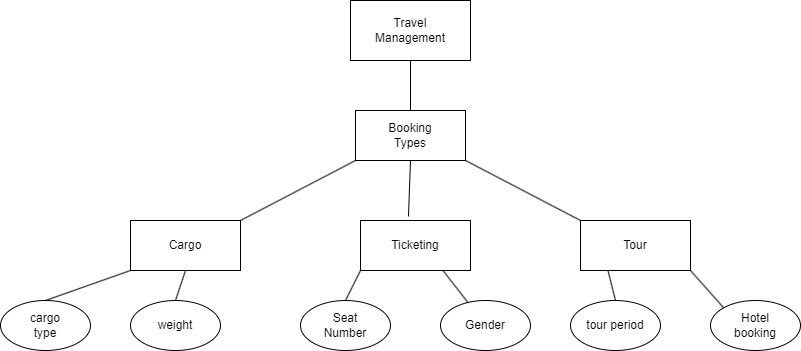 Travel
Management
Booking
Types
Cargo
Ticketing
Tour
cargo
type
weight
Seat
Number
Gender
tour period
Hotel
booking